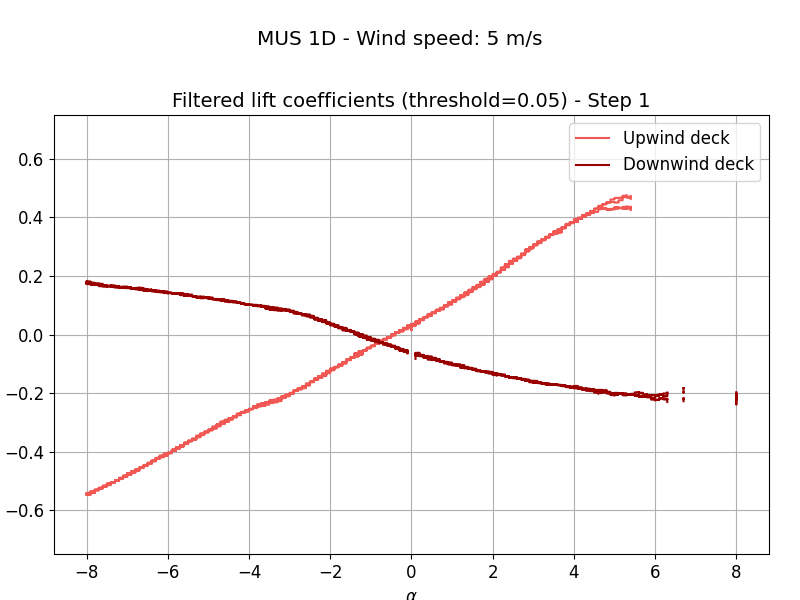 MUS 1D - Wind speed: 5 m/s
Filtered lift coefficients (threshold=0.05) - Step 1
Upwind deck
Downwind deck
0.6
0.4
0.2
0.0
−0.2
−0.4
−0.6
−8 −6 −4 −2 0 2 4 6 8
α